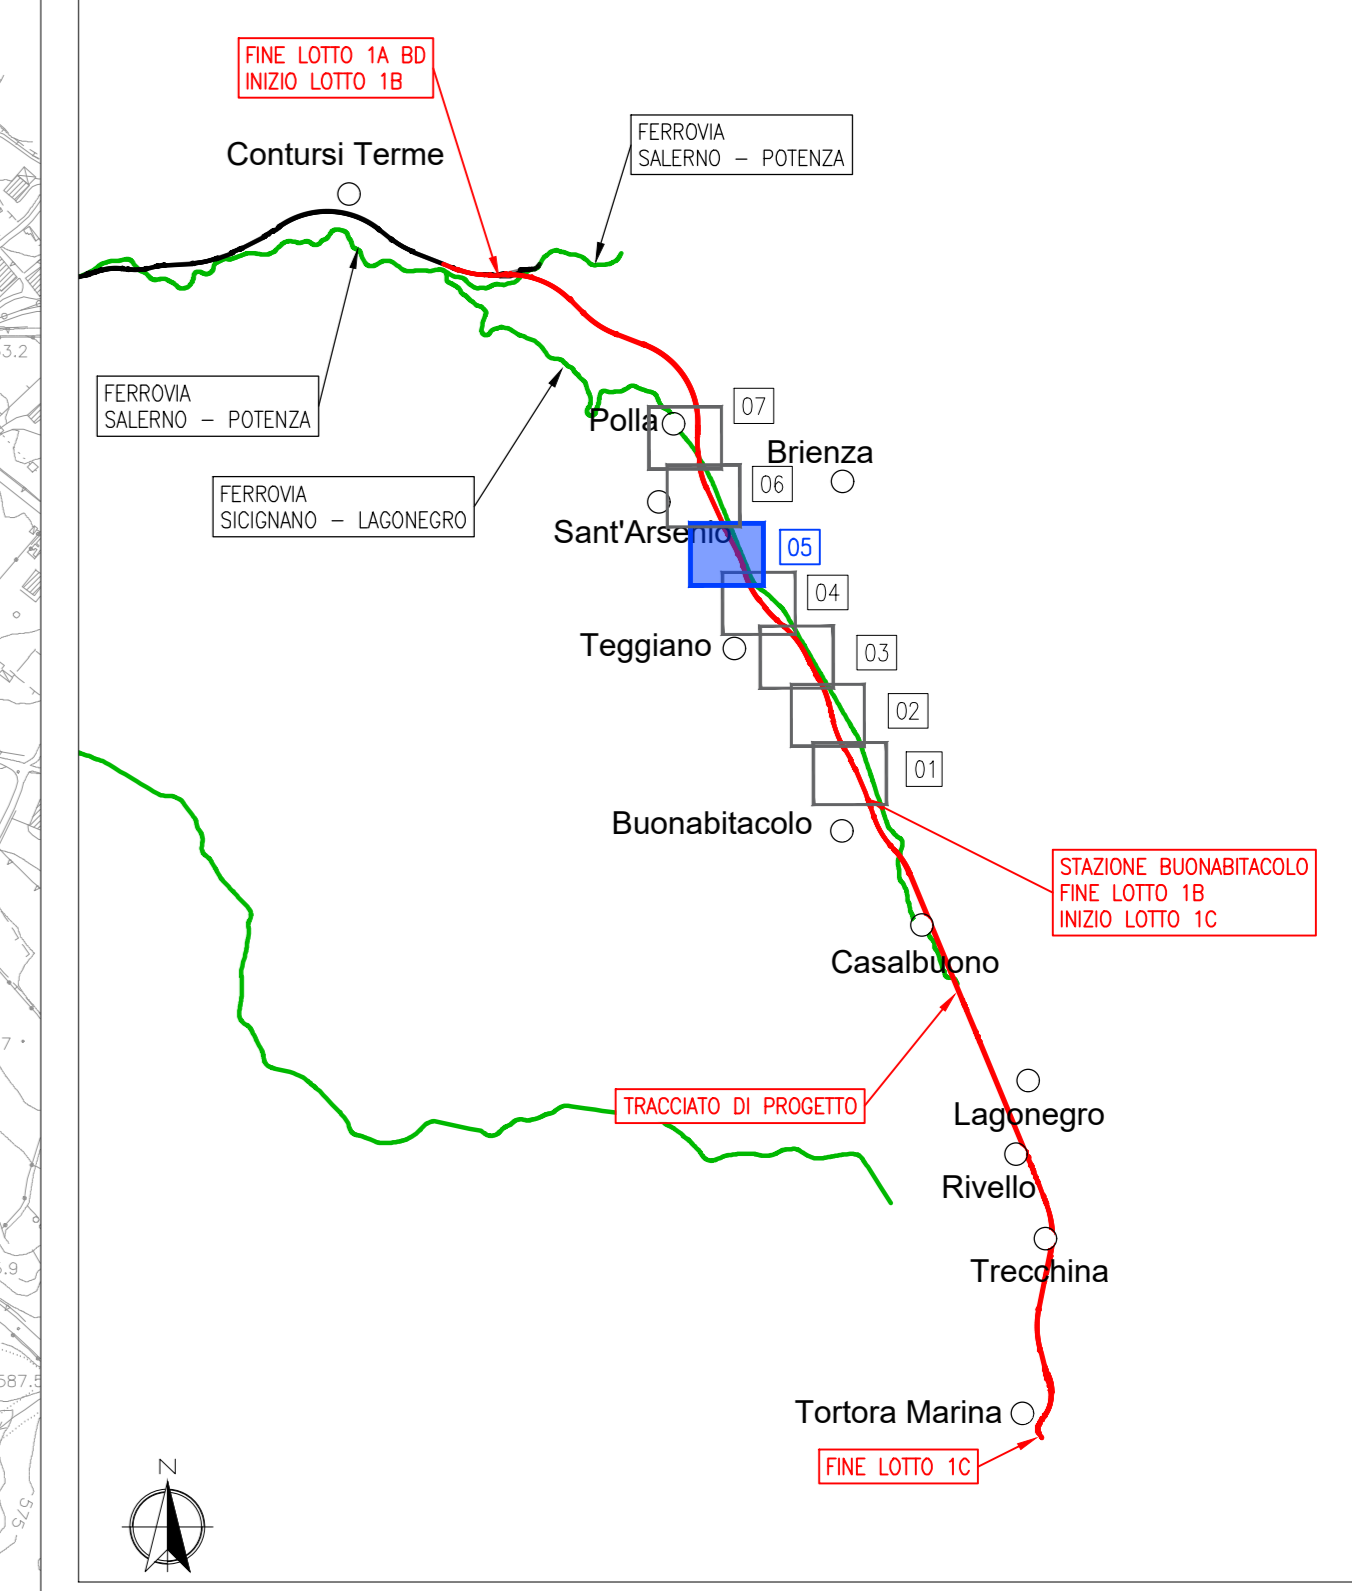 FINE LOTTO 1A BD
INIZIO LOTTO 1B
FERROVIA
SALERNO – POTENZA
Contursi Terme
FERROVIA
SALERNO – POTENZA
FERROVIA
SICIGNANO – LAGONEGRO
Polla
07
Brienza
06
Sant'Arsenio
05
04
Teggiano
03
02
01
Buonabitacolo
STAZIONE BUONABITACOLO
FINE LOTTO 1B
INIZIO LOTTO 1C
Casalbuono
TRACCIATO DI PROGETTO
Lagonegro
Rivello
Trecchina
Tortora Marina
FINE LOTTO 1C
N
575